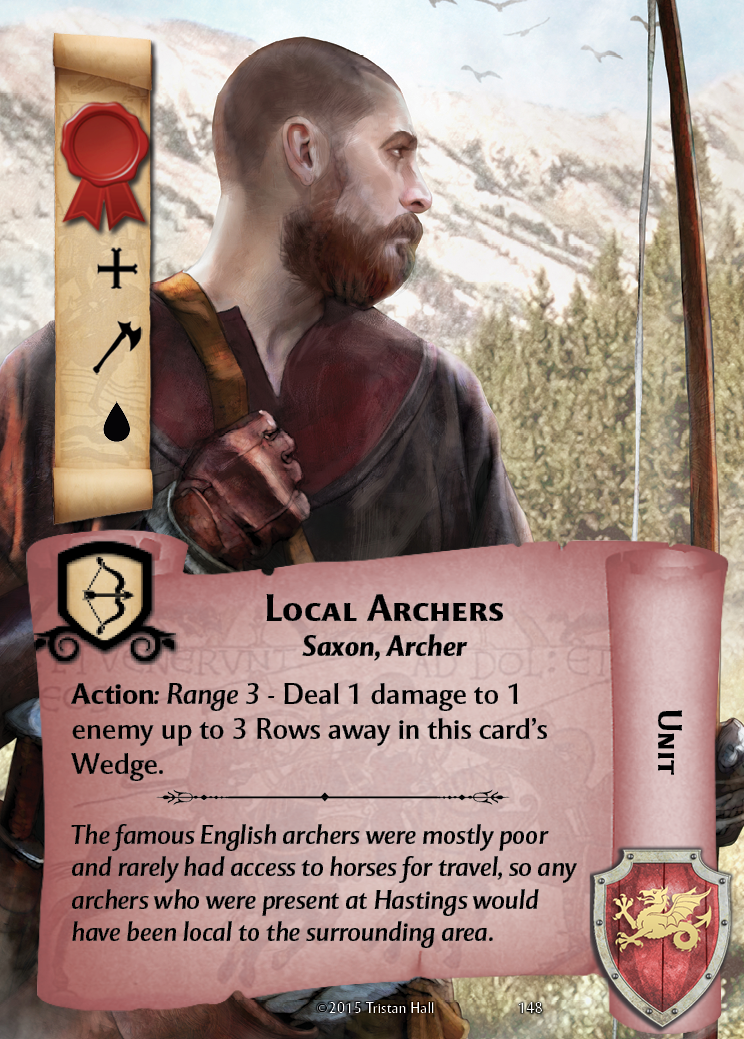 Local Archers
Saxon, Archer
Action: Range 3 - Deal 1 damage to 1
enemy up to 3 Rows away in this card's
Wedge.
The famous English archers were mostly poor
and rarely had access to horses for travel, so any
archers who were present at Hastings would
have been local to the surrounding area.
Unit
©2015 Tristan Hall
148